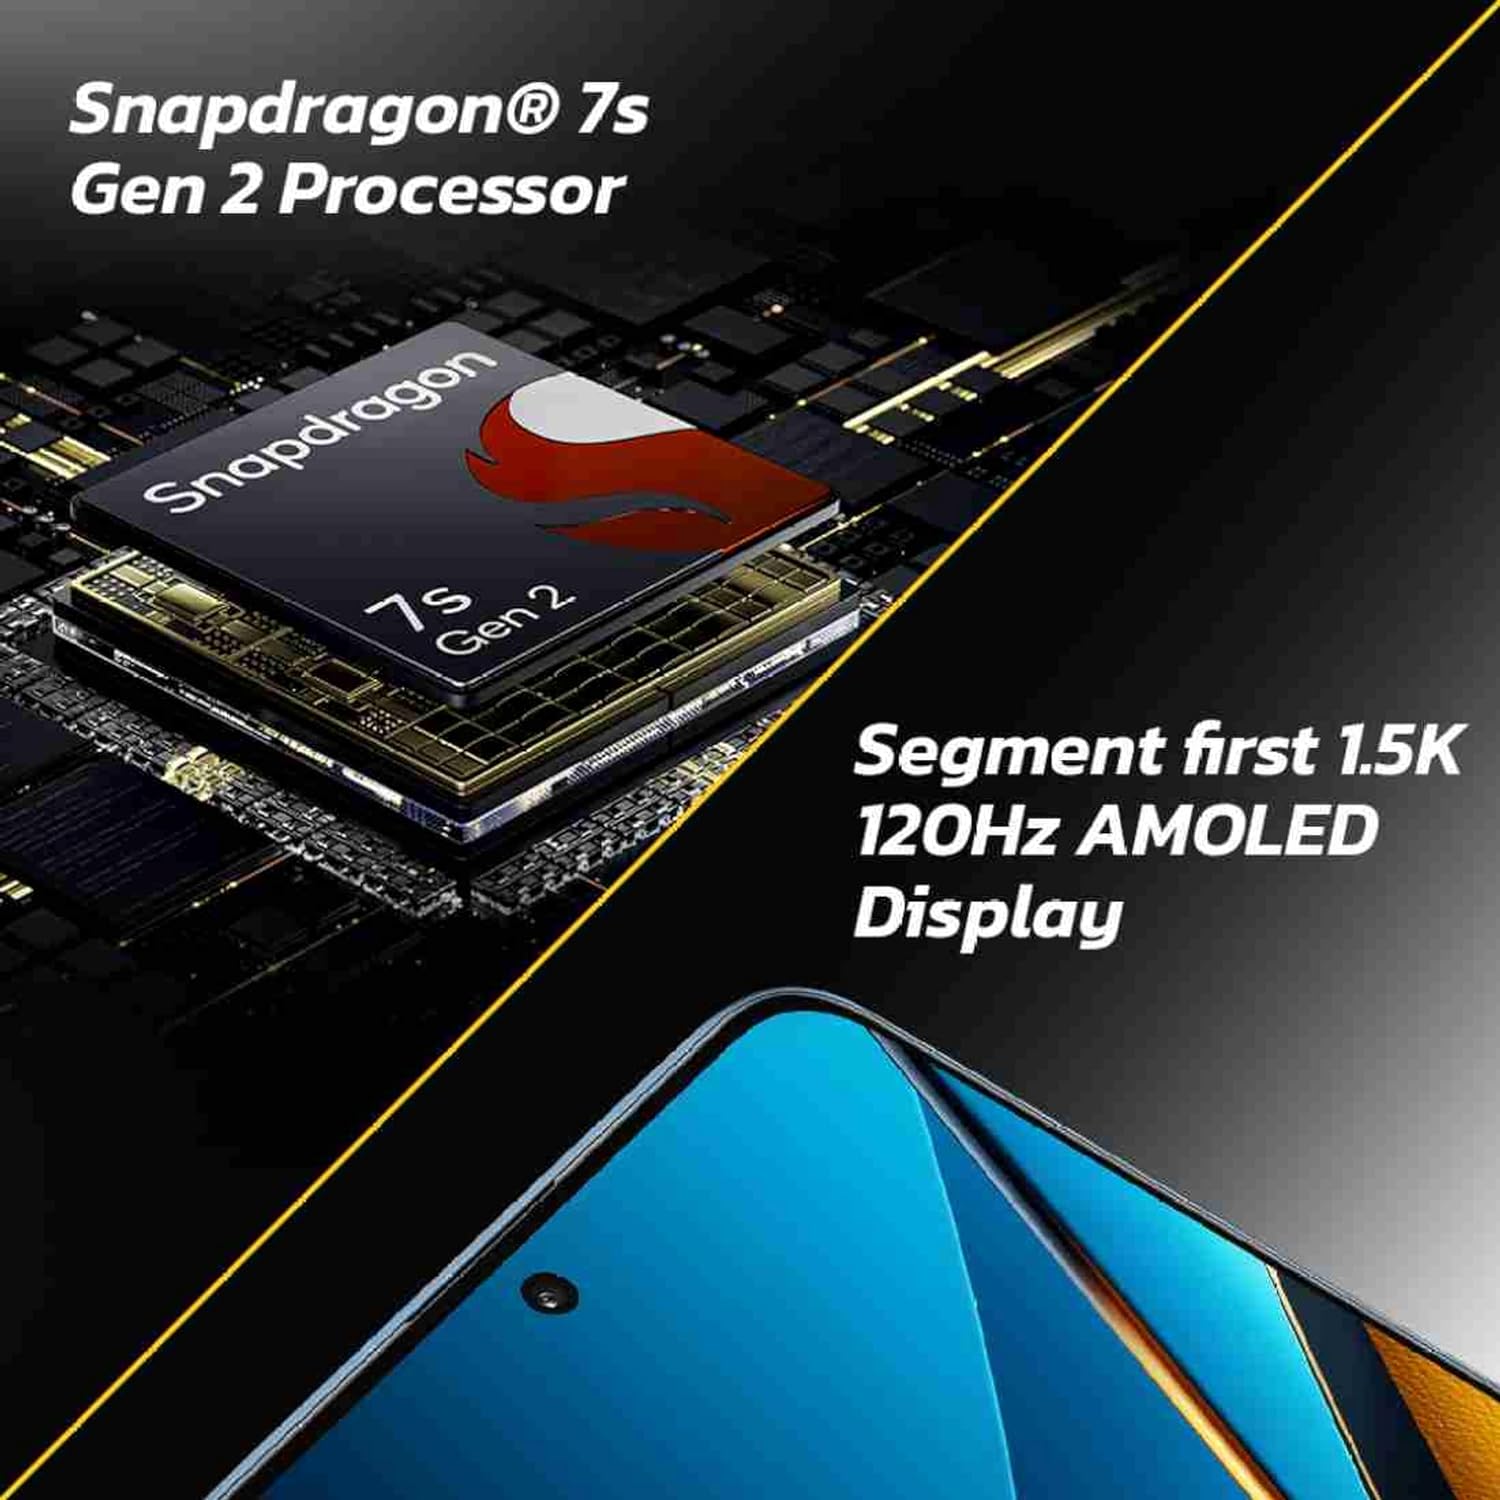 Snapdragon® 7s
Gen 2 Processor
Snapdragon
7s
Gen 2
Segment first 1.5K
120Hz AMOLED
Display